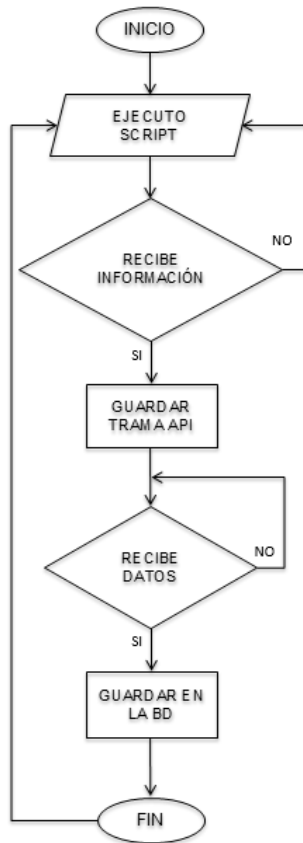 INICIO
EJECUTO
SCRIPT
RECIBE
INFORMACIÓN
NO
SI
GUARDAR
TRAMA API
RECIBE
DATOS
NO
SI
GUARDAR EN
LA BD
FIN